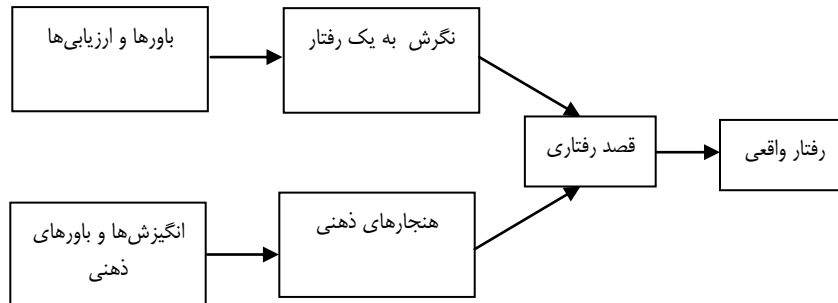 باورها و ارزیابی‌ها
نگرش به یک رفتار
قصد رفتاری
رفتار واقعی
انگیزش‌ها و باورهای
ذهنی
هنجارهای ذهنی